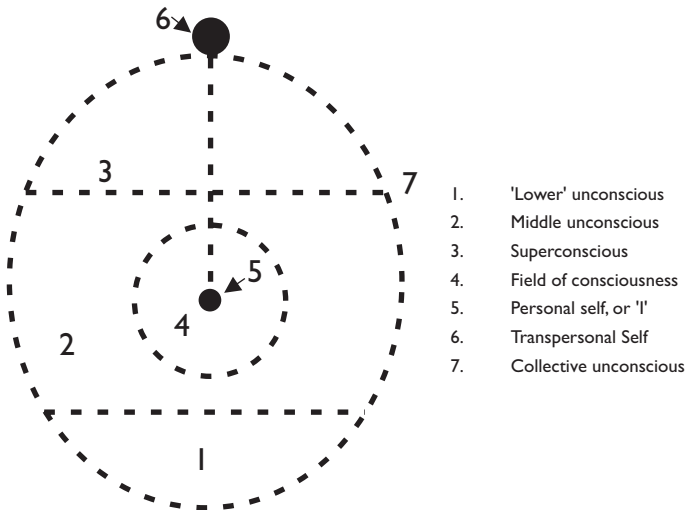 6
3
7
5
4
2
1
1. 'Lower' unconscious
2. Middle unconscious
3. Superconscious
4. Field of consciousness
5. Personal self, or 'I'
6. Transpersonal Self
7. Collective unconscious